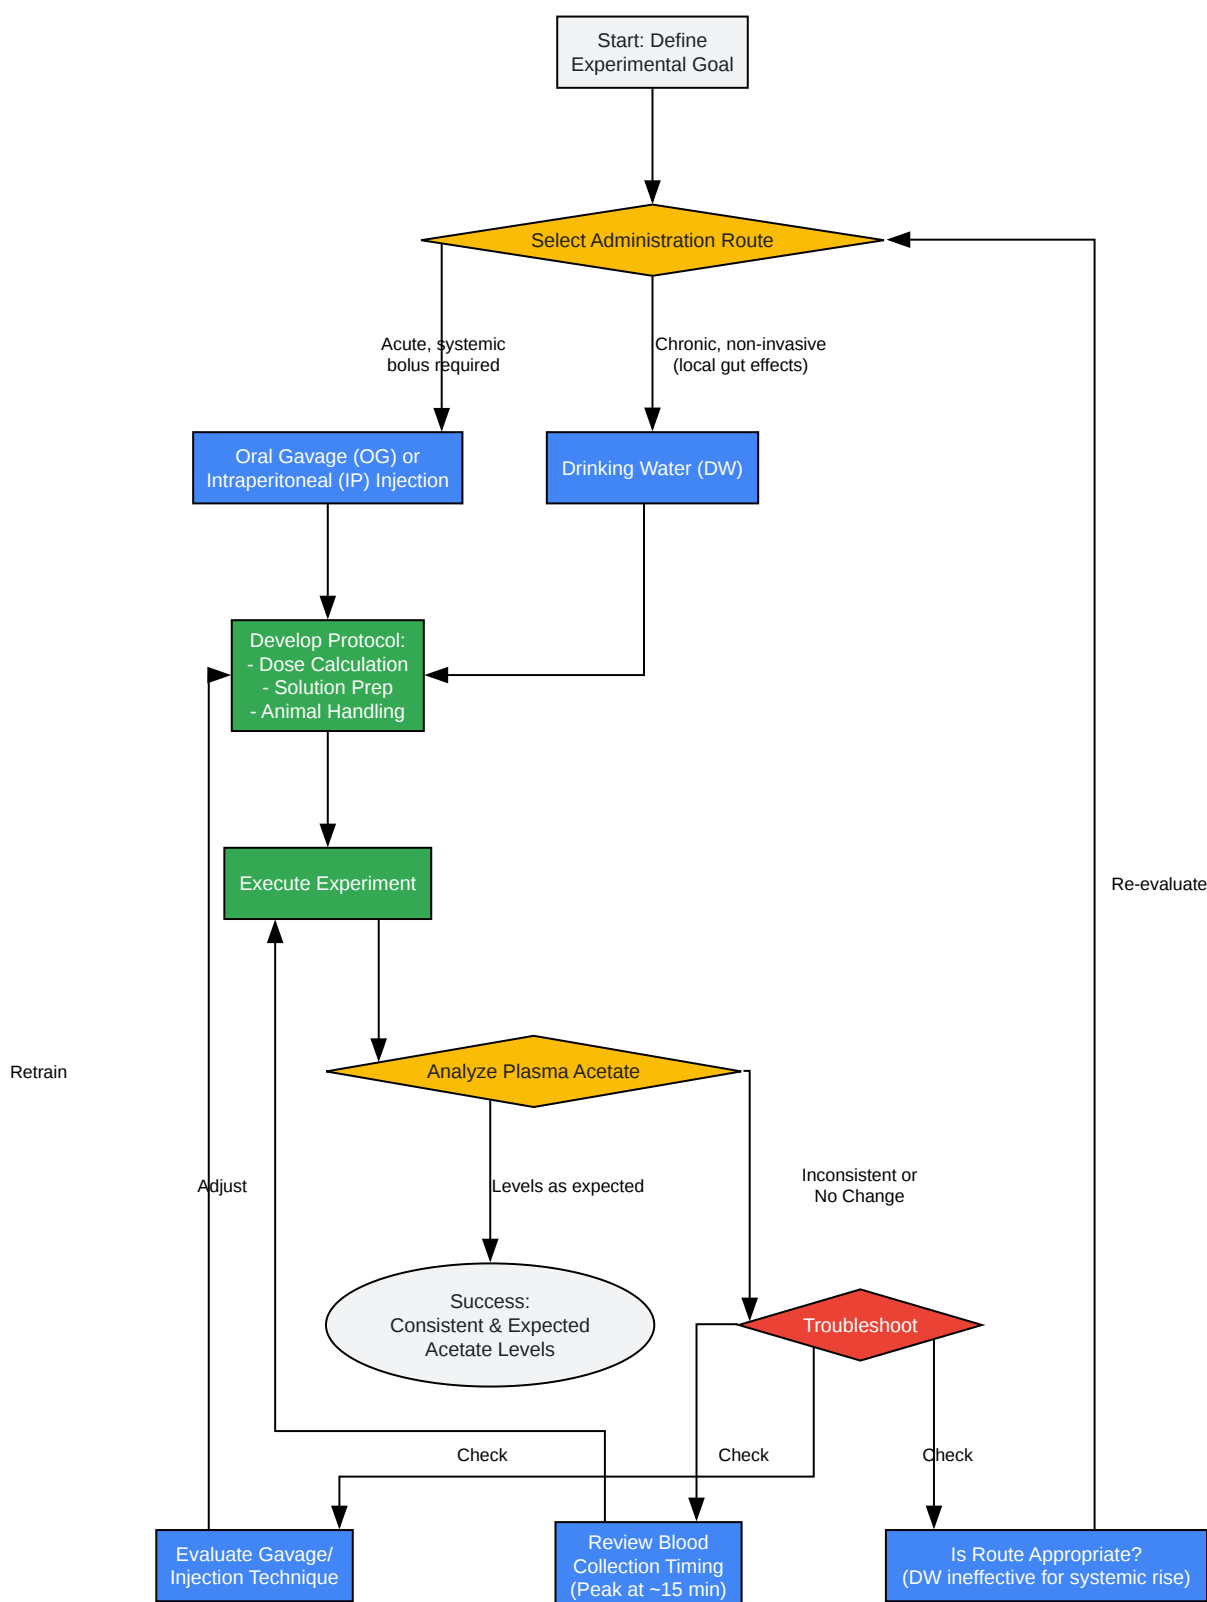 Start: Define
Experimental Goal
Select Administration Route
Acute, systemic
bolus required
Chronic, non-invasive
(local gut effects)
Oral Gavage (OG) or
Intraperitoneal (IP) Injection
Drinking Water (DW)
Develop Protocol:
- Dose Calculation
- Solution Prep
- Animal Handling
Execute Experiment
Re-evaluate
Analyze Plasma Acetate
Retrain
Adjust
Levels as expected
Inconsistent or
No Change
Success:
Consistent & Expected
Acetate Levels
Troubleshoot
Check
Check
Check
Evaluate Gavage/
Injection Technique
Review Blood
Collection Timing
(Peak at ~15 min)
Is Route Appropriate?
(DW ineffective for systemic rise)